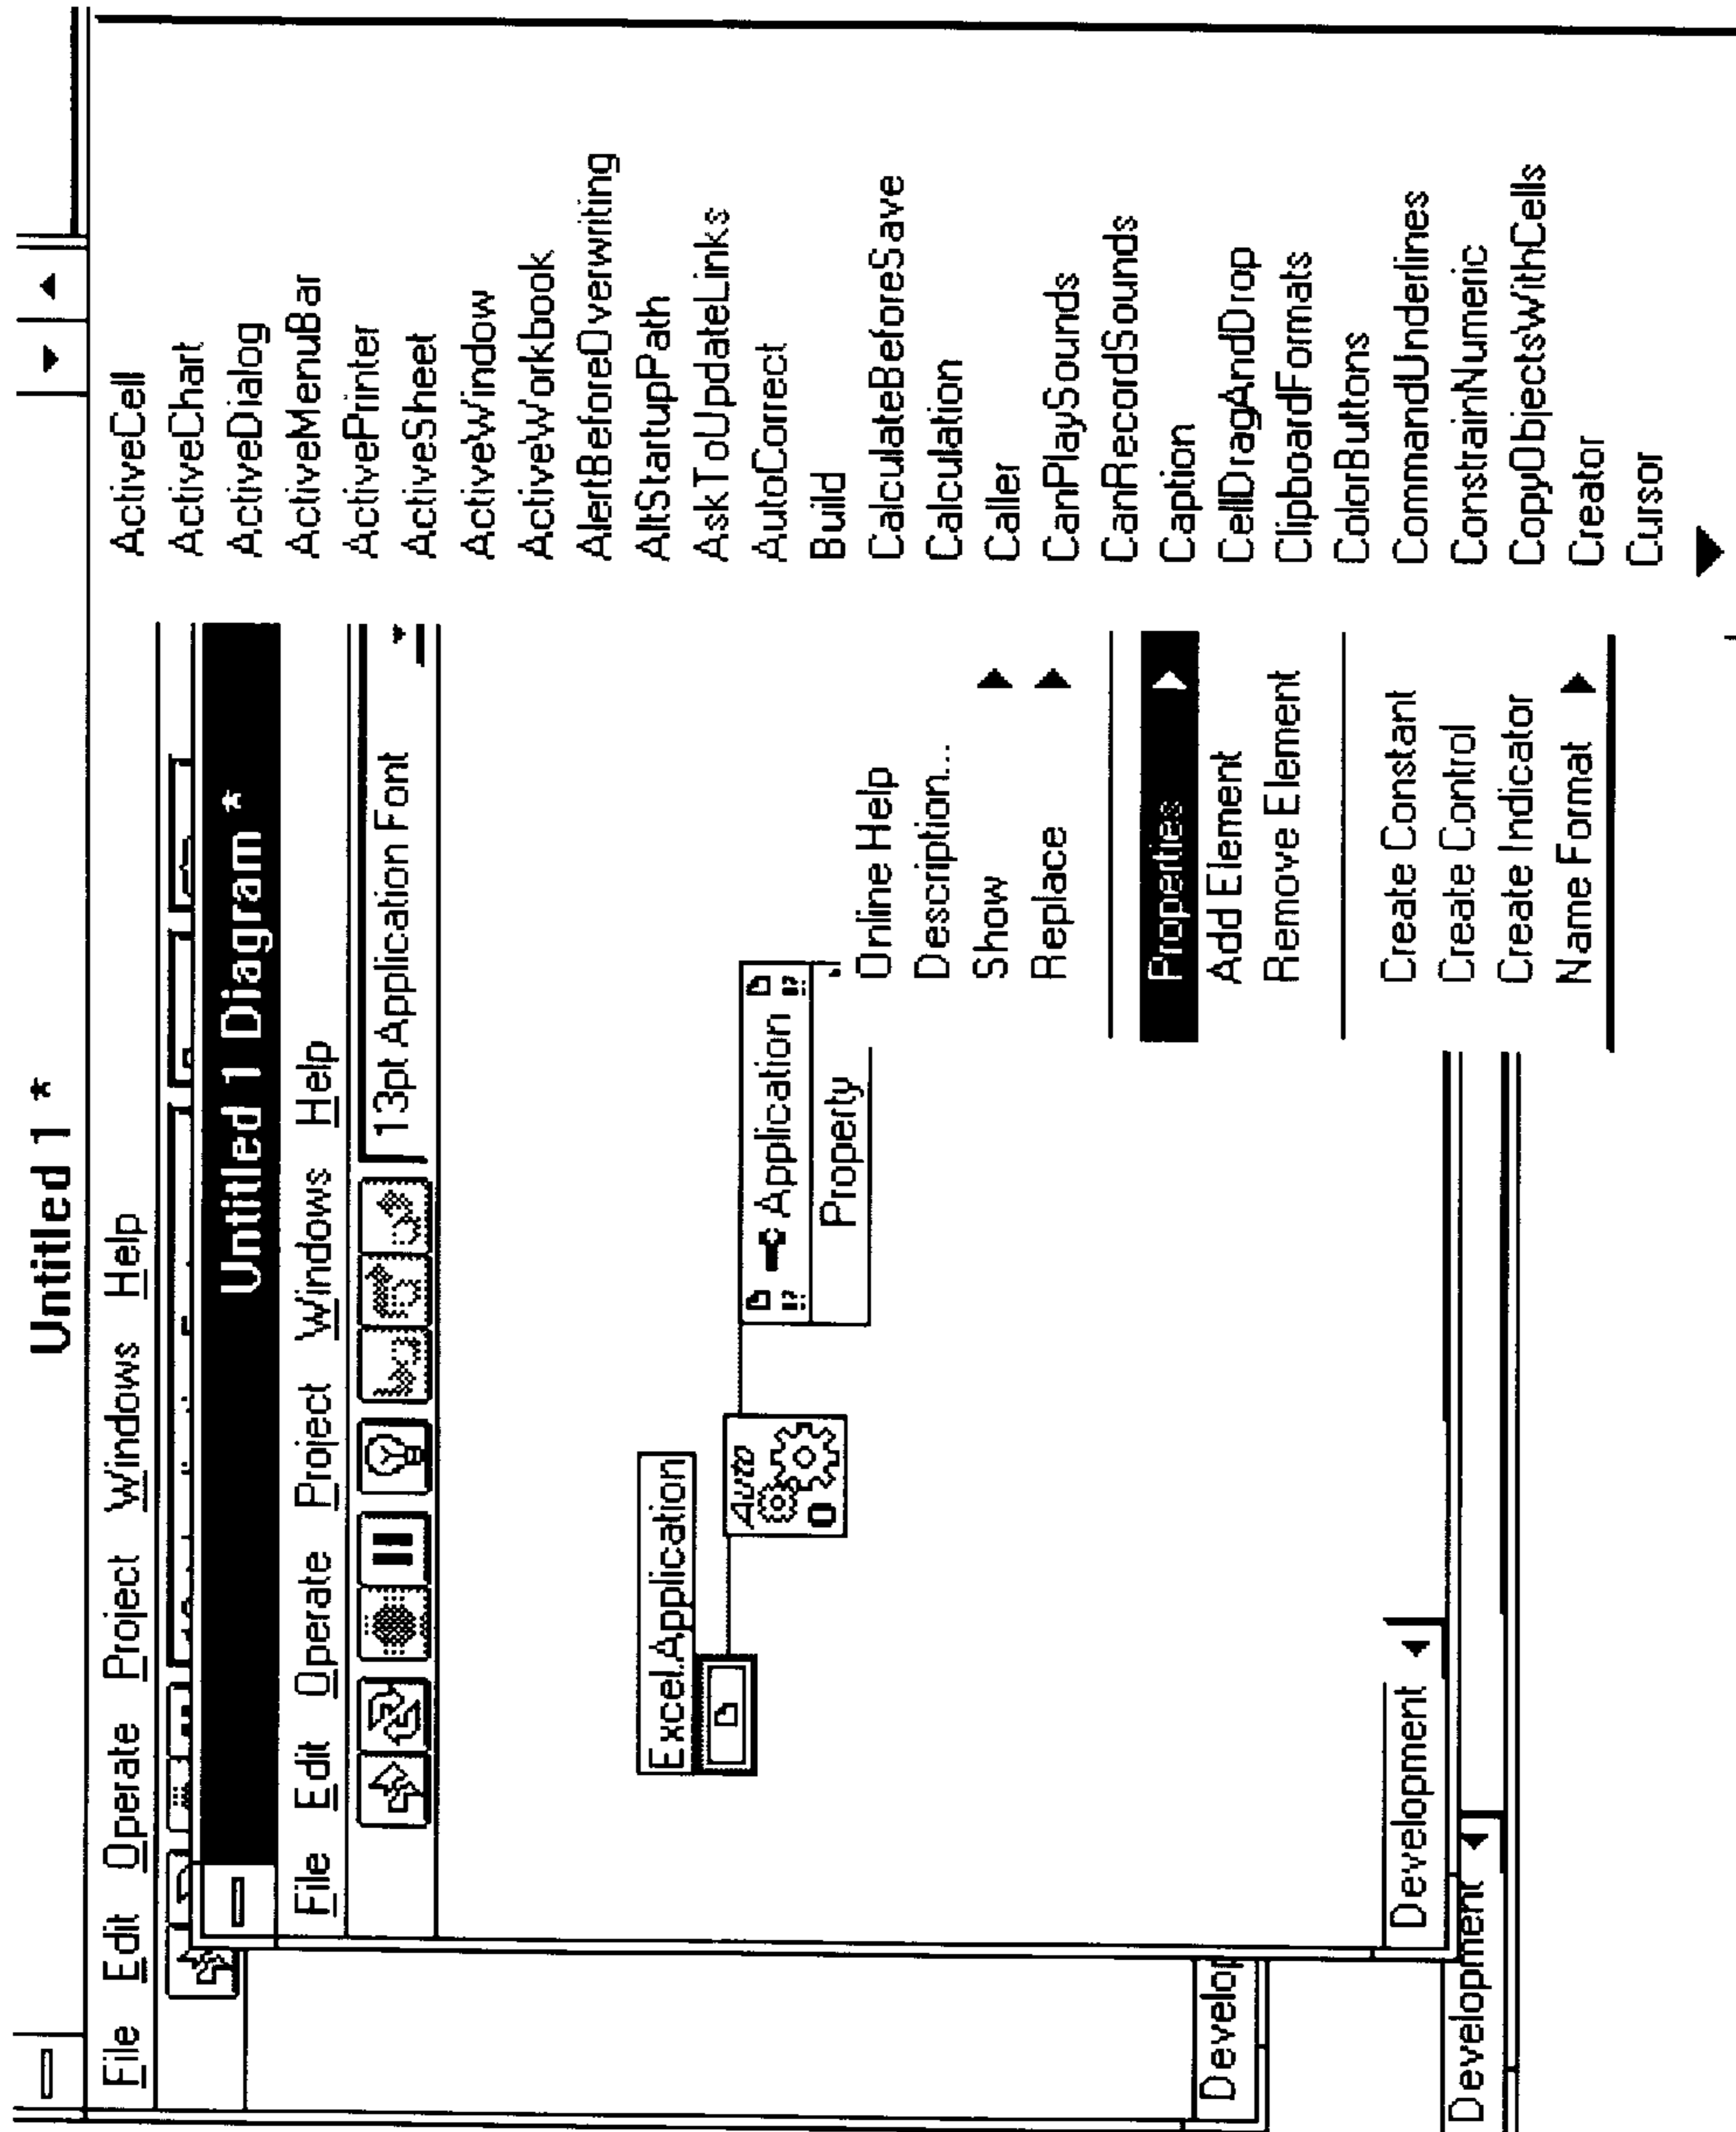 Untitled 1 *
File Edit Operate Project Windows Help
Untitled 1 Diagram *
File Edit Operate Project Windows Help
13pt Application Font
Excel.Application
Auto
Application
Property
Online Help
Description...
Show
Replace
Properties
Add Element
Remove Element
Create Constant
Create Control
Create Indicator
Name Format
ActiveCell
ActiveChart
ActiveDialog
ActiveMenuBar
ActivePrinter
ActiveSheet
ActiveWindow
ActiveWorkbook
AlertBeforeOverwriting
AltStartupPath
AskToUpdateLinks
AutoCorrect
Build
CalculateBeforeSave
Calculation
Caller
CanPlaySounds
CanRecordSounds
Caption
CellDragAndDrop
ClipboardFormats
ColorButtons
CommandUnderlines
ConstrainNumeric
CopyObjectsWithCells
Creator
Cursor
Develop
Development
Development